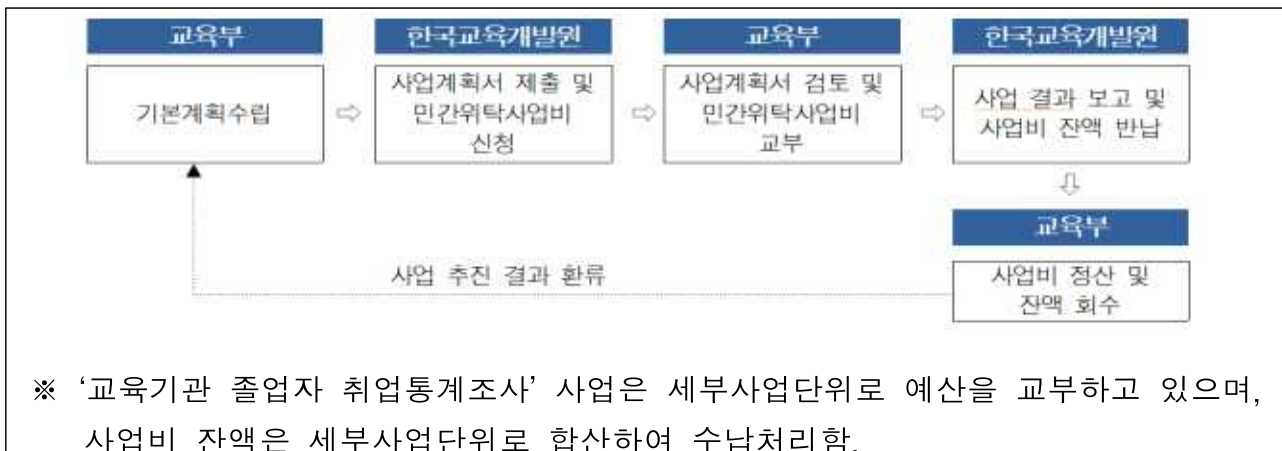 교육부
기본계획수립
한국교육개발원
사업계획서 제출 및
민간위탁사업비
신청
교육부
사업계획서 검토 및
민간위탁사업비
교부
한국교육개발원
사업 결과 보고 및
사업비 잔액 반납
교육부
사업비 정산 및
잔액 회수
사업 추진 결과 환류
※ ‘교육기관 졸업자 취업통계조사’ 사업은 세부사업단위로 예산을 교부하고 있으며,
사업비 잔액은 세부사업단위로 합산하여 수납처리함.